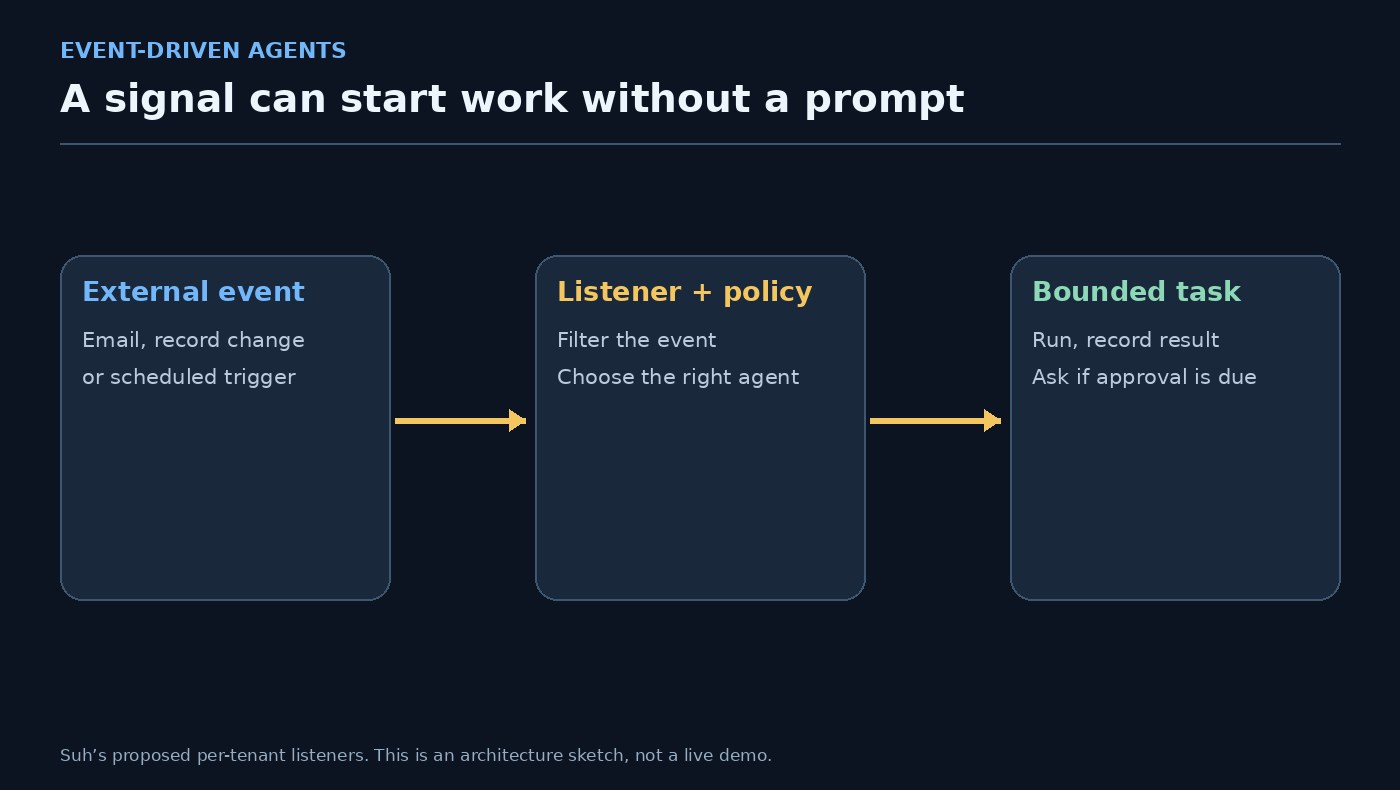 EVENT-DRIVEN AGENTS
A signal can start work without a prompt
External event
Email, record change
or scheduled trigger
Listener + policy
Filter the event
Choose the right agent
Bounded task
Run, record result
Ask if approval is due
Suh’s proposed per-tenant listeners. This is an architecture sketch, not a live demo.